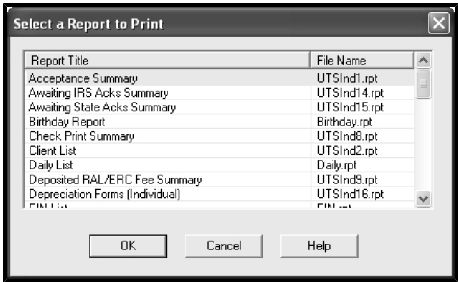 Select a Report to Print
Report Title File Name
Acceptance Summary UTSInd1.rpt
Awaiting IRS Acks Summary UTSInd14.rpt
Awaiting State Acks Summary UTSInd15.rpt
Birthday Report Birthday.rpt
Check Print Summary UTSInd8.rpt
Client List UTSInd2.rpt
Daily List Daily.rpt
Deposited RAL/ERC Fee Summary UTSInd9.rpt
Depreciation Forms (Individual) UTSInd16.rpt
OK Cancel Help